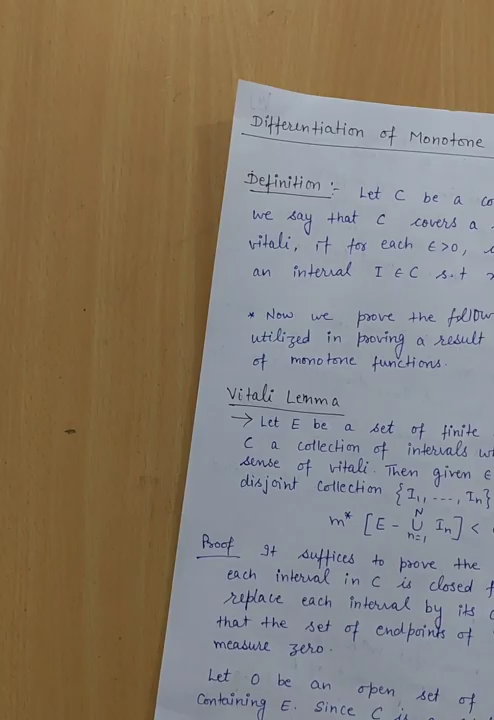 Differentiation of Monotone
Definition :- Let C be a co
we say that C covers a
vitali, if for each ϵ>0,
an interval I ∈ C s.t
* Now we prove the follow
utilized in proving a result
of monotone functions.
Vitali Lemma
→ Let E be a set of finite
C a collection of intervals wh
sense of vitali. Then given ϵ
disjoint collection {I₁, ---, Iₙ}
m* [E - ∪ₙ₌₁ᴺ Iₙ] <
Proof It suffices to prove the
each interval in C is closed f
replace each interval by its c
that the set of endpoints of
measure zero.
Let O be an open set of
containing E. Since C is